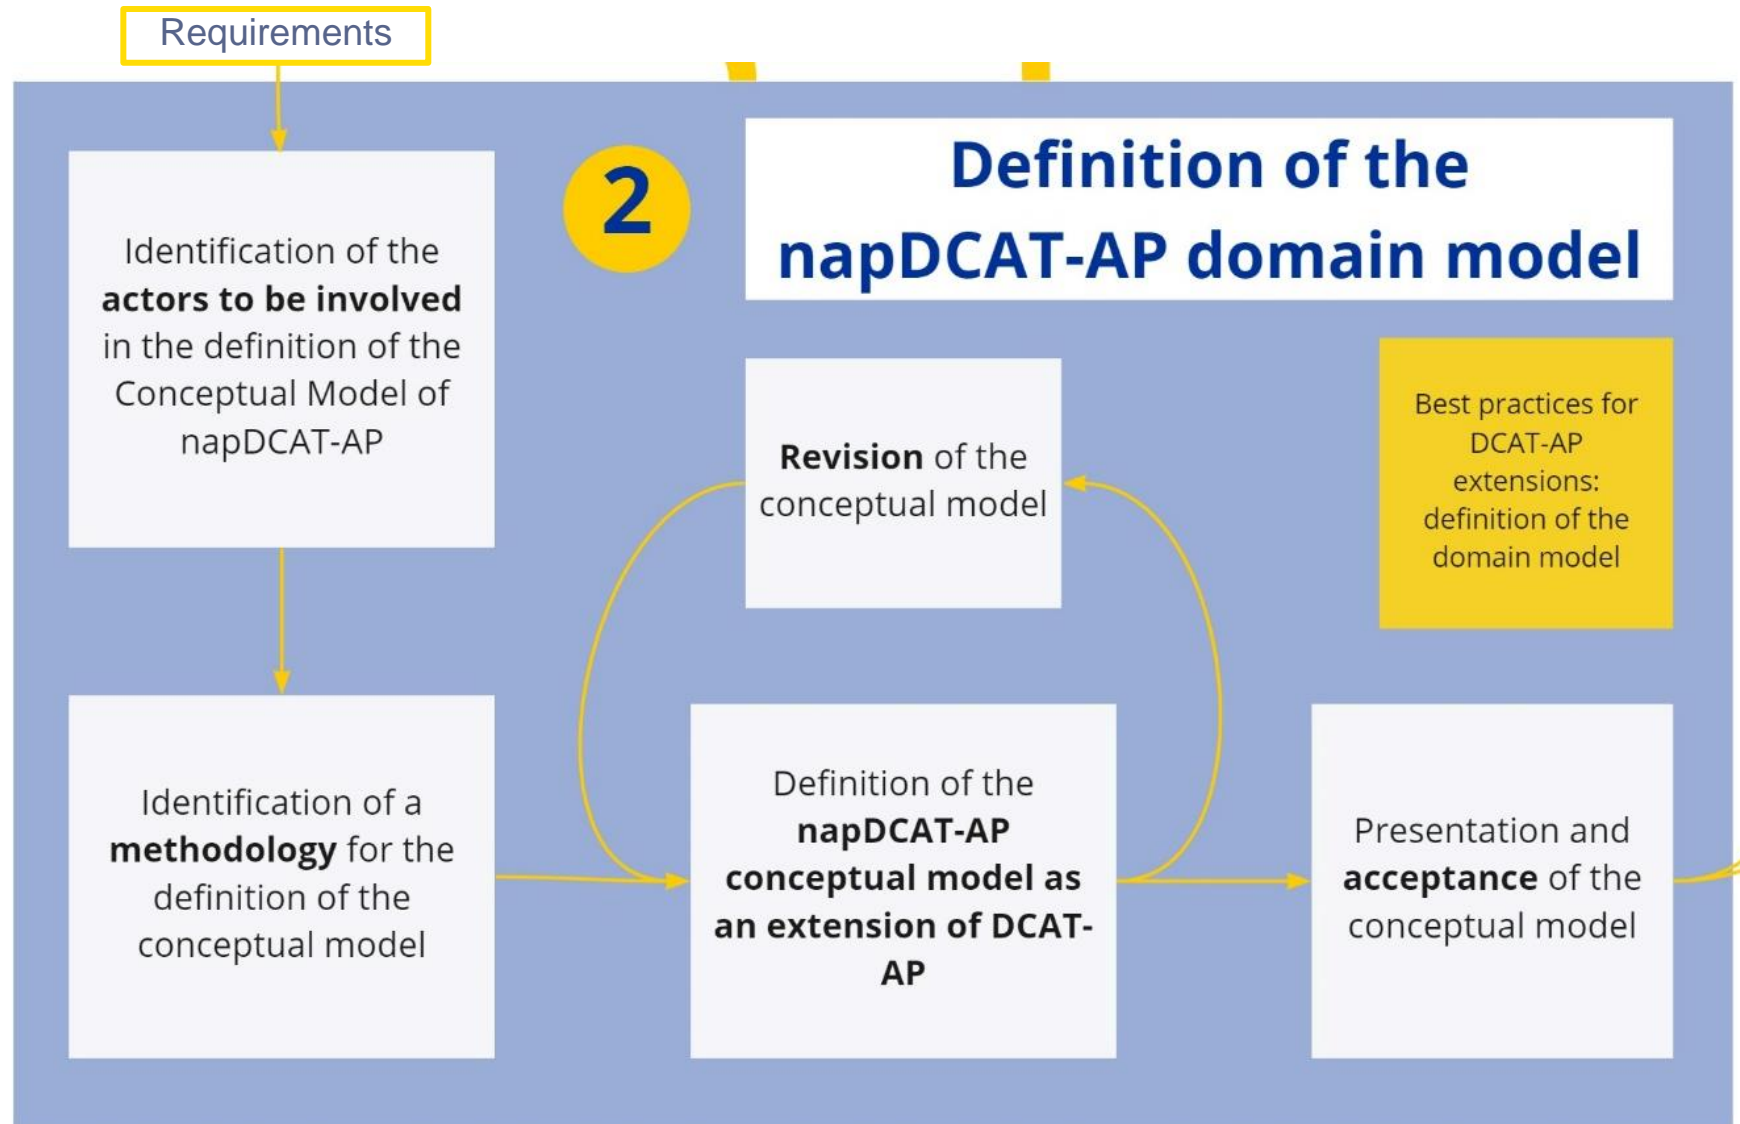 Requirements
2
Definition of the
napDCAT-AP domain model
Identification of the
actors to be involved
in the definition of the
Conceptual Model of
napDCAT-AP
Revision of the
conceptual model
Best practices for
DCAT-AP
extensions:
definition of the
domain model
Identification of a
methodology for the
definition of the
conceptual model
Definition of the
napDCAT-AP
conceptual model as
an extension of DCAT-
AP
Presentation and
acceptance of the
conceptual model